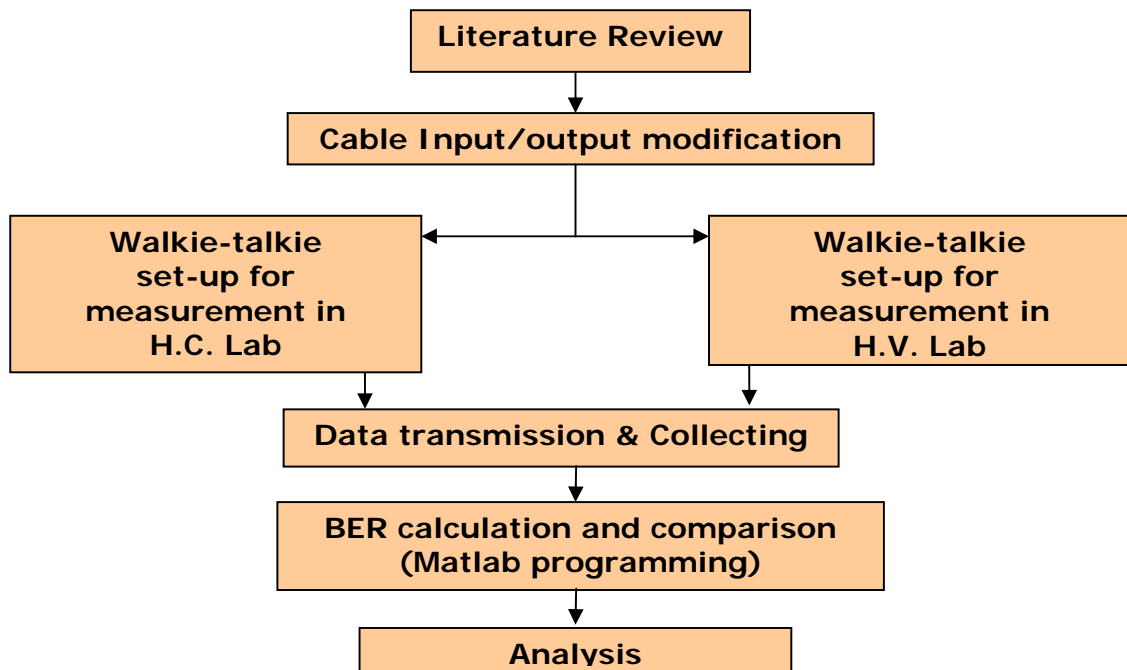 Literature Review
Cable Input/output modification
Walkie-talkie
set-up for
measurement in
H.C. Lab
Walkie-talkie
set-up for
measurement in
H.V. Lab
Data transmission & Collecting
BER calculation and comparison
(Matlab programming)
Analysis